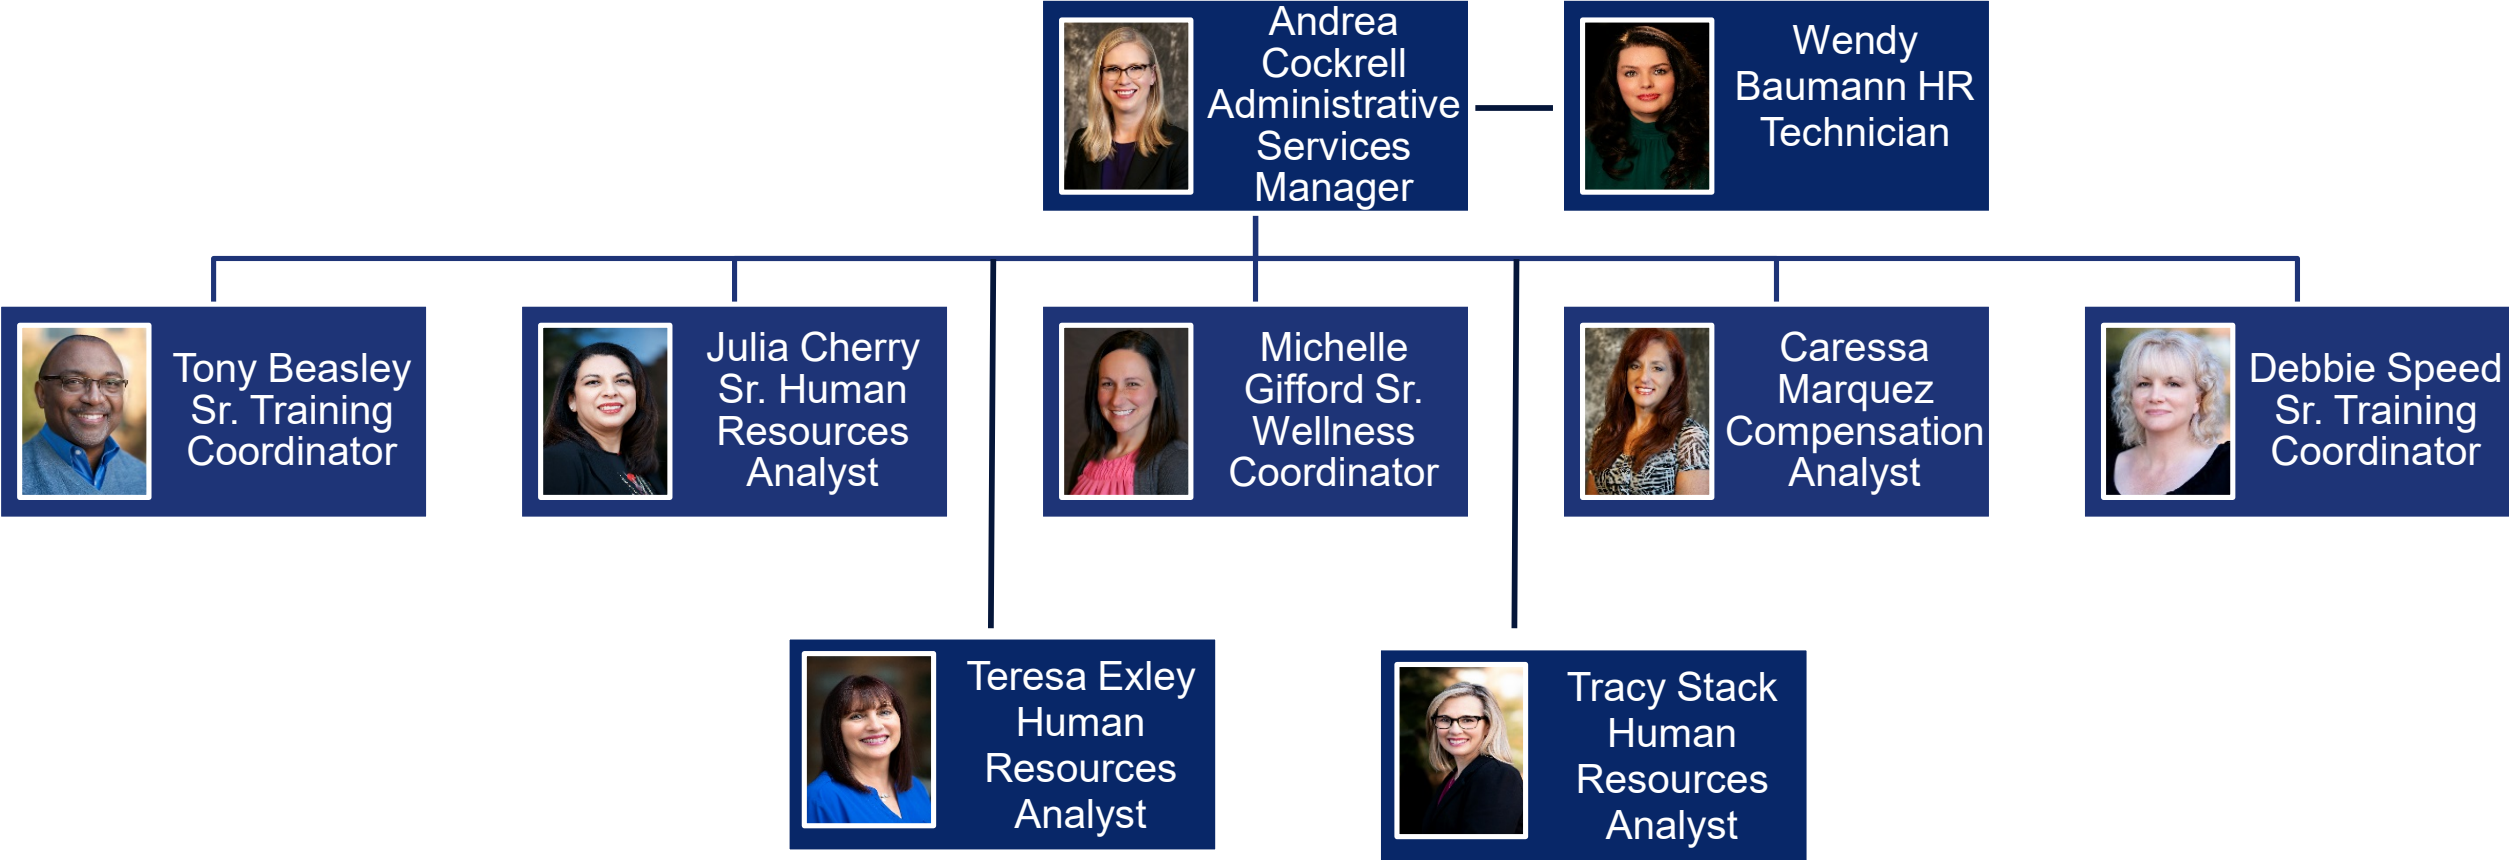 Andrea
Cockrell
Administrative
Services
Manager
Wendy
Baumann HR
Technician
Tony Beasley
Sr. Training
Coordinator
Julia Cherry
Sr. Human
Resources
Analyst
Michelle
Gifford Sr.
Wellness
Coordinator
Caressa
Marquez
Compensation
Analyst
Debbie Speed
Sr. Training
Coordinator
Teresa Exley
Human
Resources
Analyst
Tracy Stack
Human
Resources
Analyst